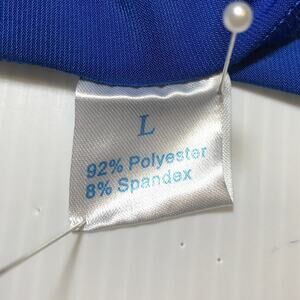 L
92% Polyester
8% Spandex